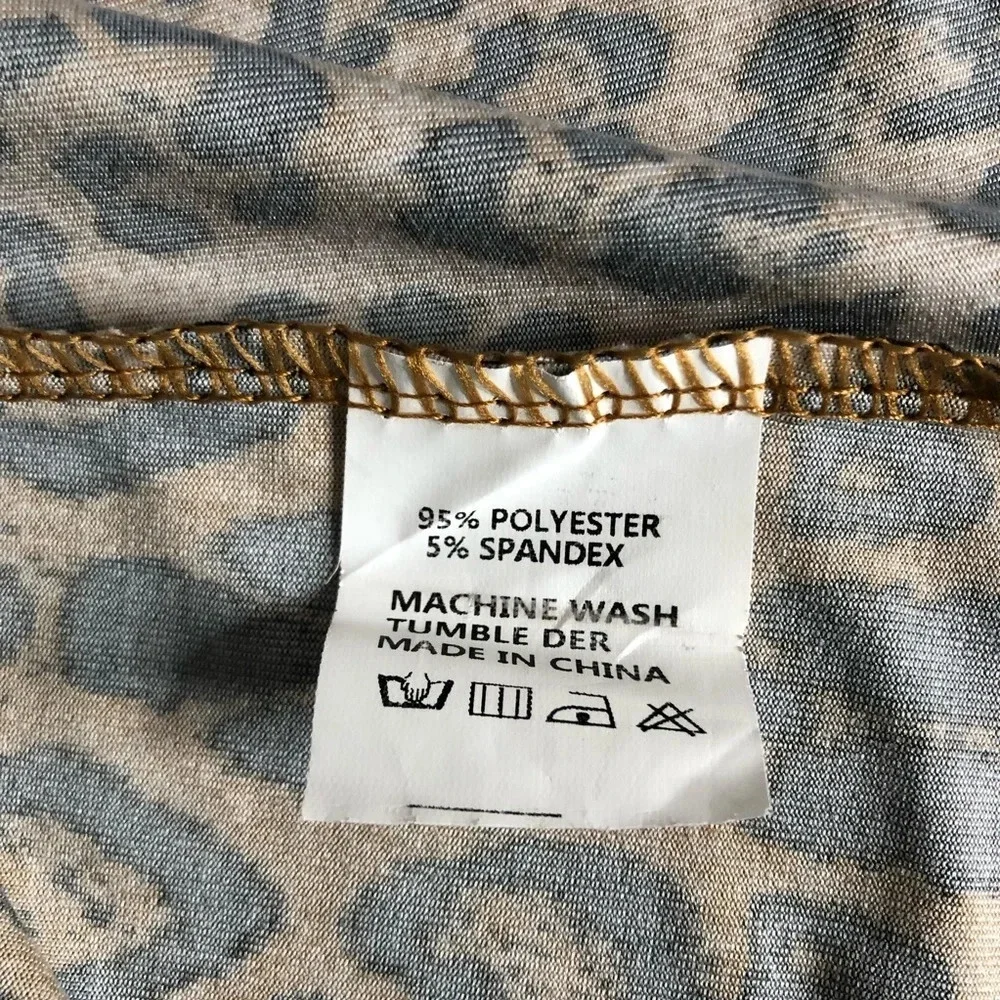 95% POLYESTER
5% SPANDEX
MACHINE WASH
TUMBLE DER
MADE IN CHINA